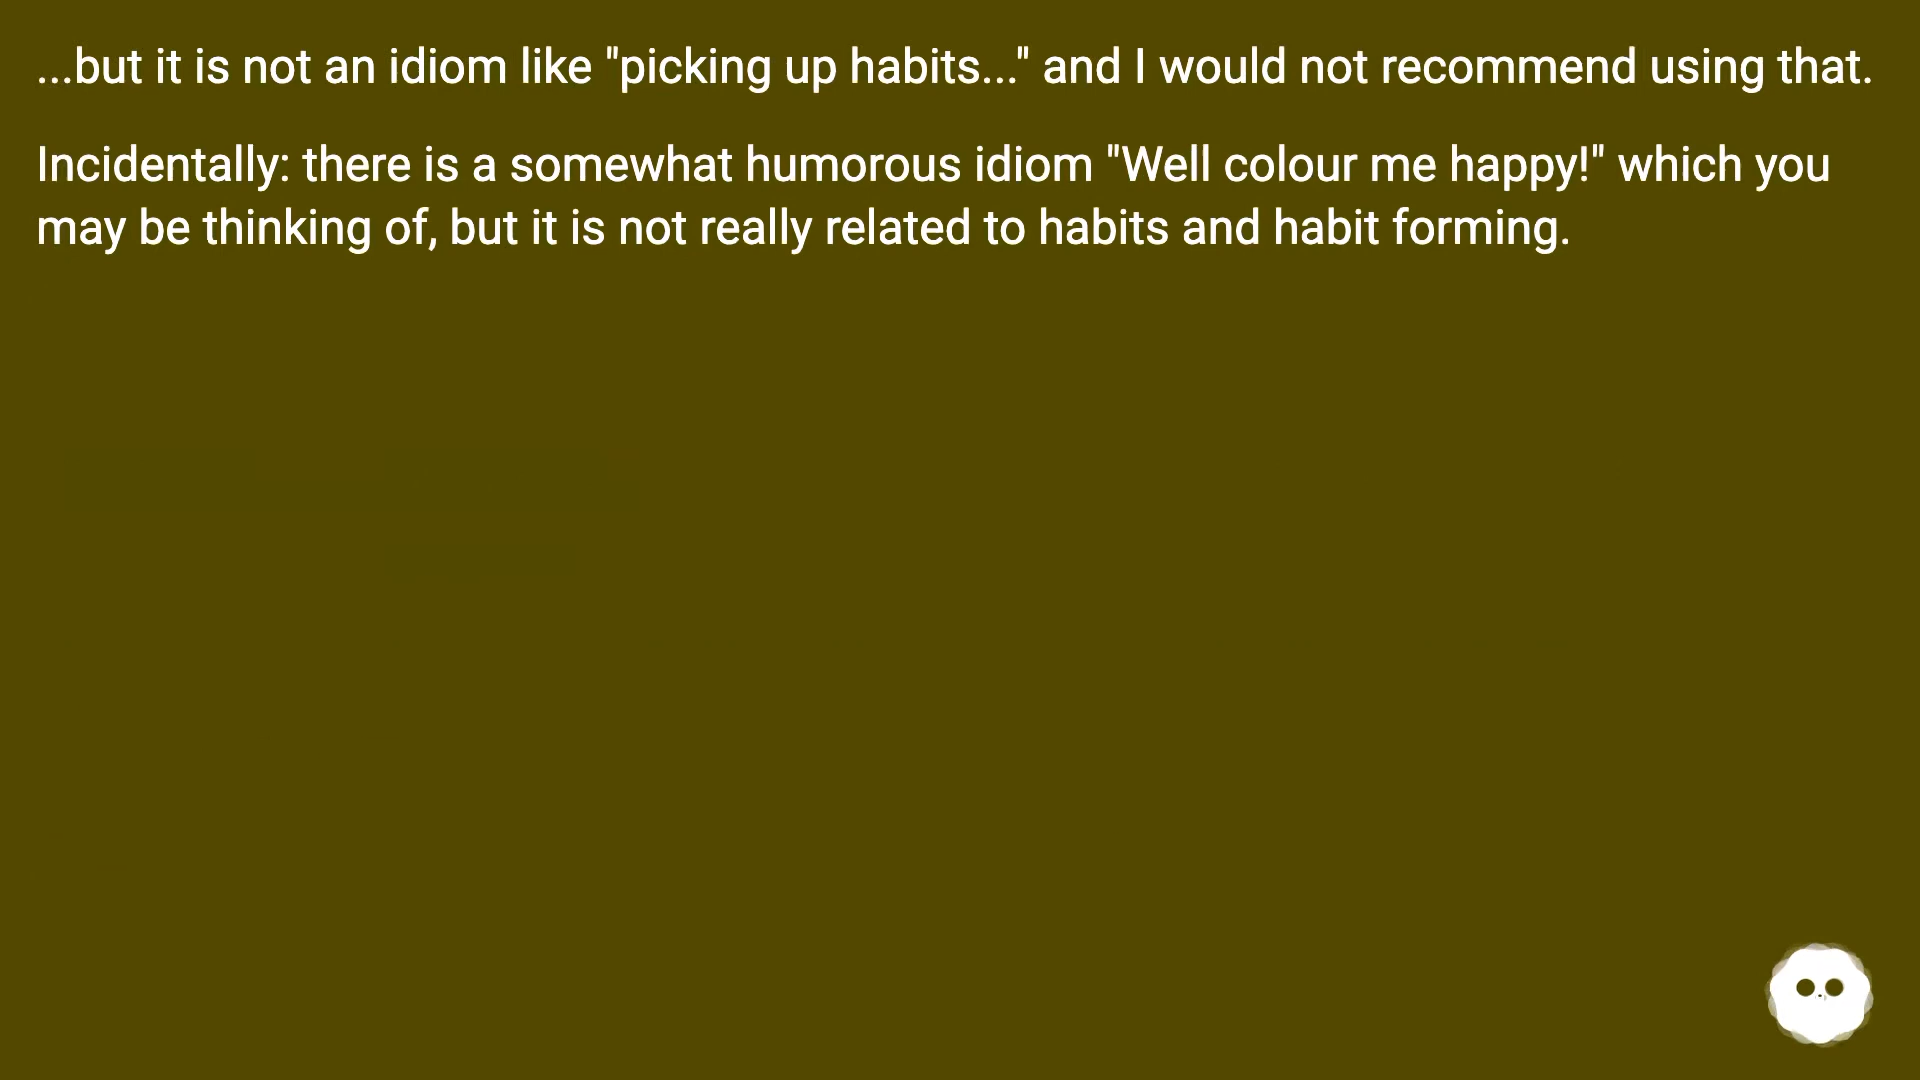 ...but it is not an idiom like "picking up habits..." and I would not recommend using that.
Incidentally: there is a somewhat humorous idiom "Well colour me happy!" which you
may be thinking of, but it is not really related to habits and habit forming.